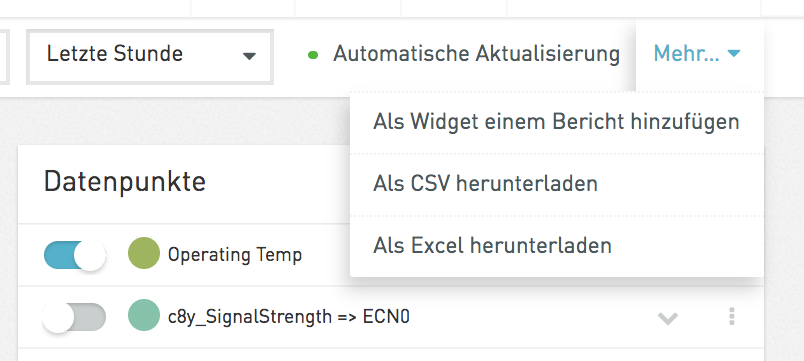 Letzte Stunde
Automatische Aktualisierung
Mehr...
Als Widget einem Bericht hinzufügen
Als CSV herunterladen
Als Excel herunterladen
Datenpunkte
Operating Temp
c8y_SignalStrength => ECN0